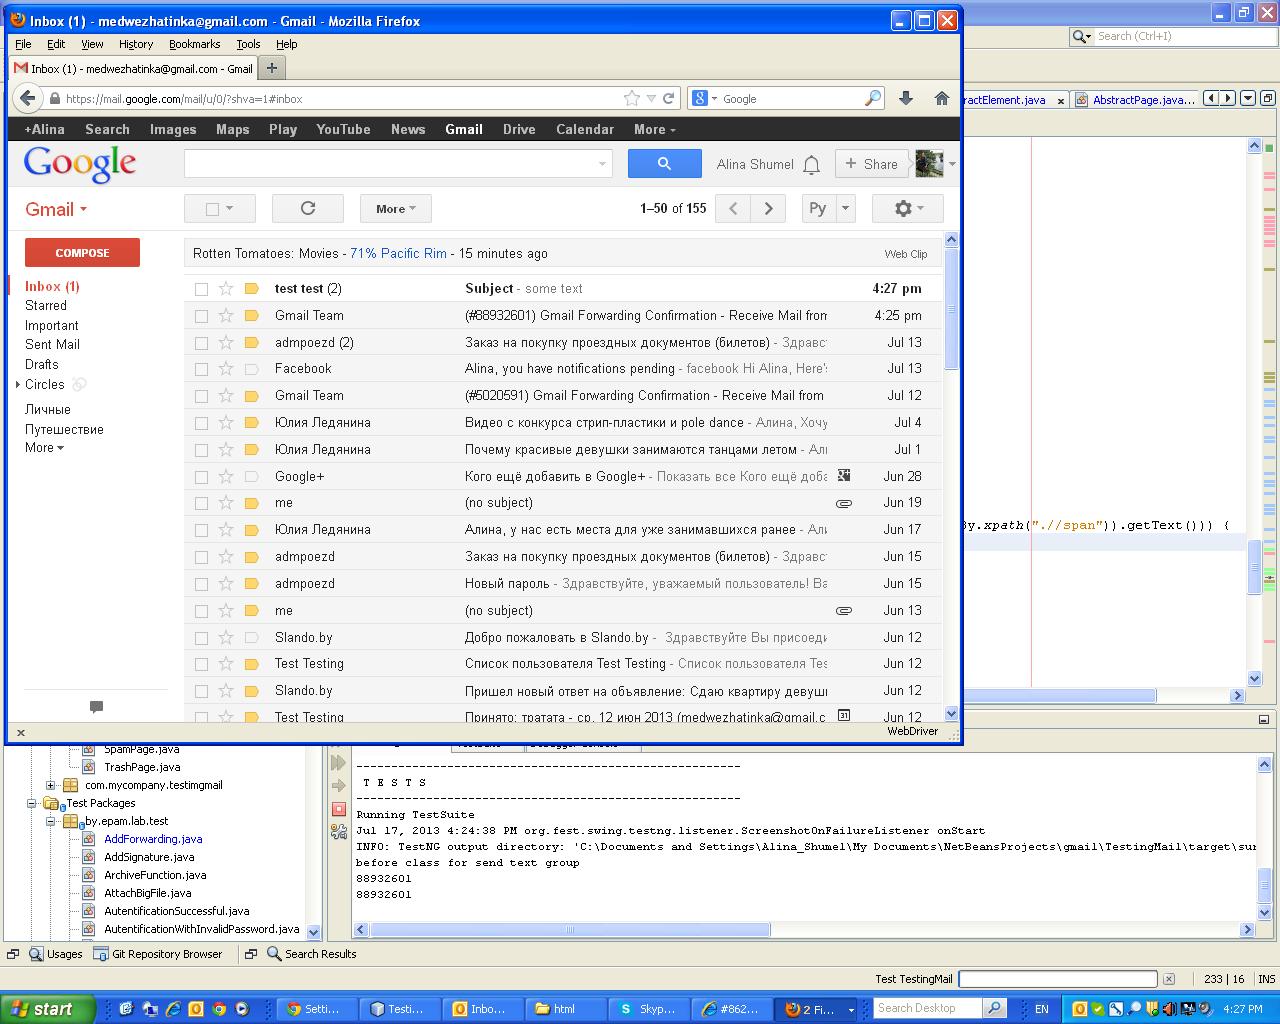 Inbox (1) - medwezhatinka@gmail.com - Gmail - Mozilla Firefox
File Edit View History Bookmarks Tools Help
Search (Ctrl+I)
Inbox (1) - medwezhatinka@gmail.com - Gmail
https://mail.google.com/mail/u/0/?shva=1#inbox
Google
ractElement.java AbstractPage.java...
+Alina Search Images Maps Play YouTube News Gmail Drive Calendar More
Google
Alina Shumel + Share
Gmail
More
1–50 of 155
Py
COMPOSE
Inbox (1)
Starred
Important
Sent Mail
Drafts
Circles
Личные
Путешествие
More
Rotten Tomatoes: Movies - 71% Pacific Rim - 15 minutes ago Web Clip
test test (2) Subject - some text 4:27 pm
Gmail Team (#88932601) Gmail Forwarding Confirmation - Receive Mail from 4:25 pm
admpoezd (2) Заказ на покупку проездных документов (билетов) - Здравс Jul 13
Facebook Alina, you have notifications pending - facebook Hi Alina, Here's Jul 13
Gmail Team (#5020591) Gmail Forwarding Confirmation - Receive Mail from Jul 12
Юлия Ледянина Видео с конкурса стрип-пластики и pole dance - Алина, Хочу Jul 4
Юлия Ледянина Почему красивые девушки занимаются танцами летом - Али Jul 1
Google+ Кого ещё добавить в Google+ - Показать все Кого ещё доба Jun 28
me (no subject) Jun 19
Юлия Ледянина Алина, у нас есть места для уже занимавшихся ранее - Али Jun 17
admpoezd Заказ на покупку проездных документов (билетов) - Здравс Jun 15
admpoezd Новый пароль - Здравствуйте, уважаемый пользователь! Ва Jun 15
me (no subject) Jun 13
Slando.by Добро пожаловать в Slando.by - Здравствуйте Вы присоеди Jun 12
Test Testing Список пользователя Test Testing - Список пользователя Tes Jun 12
Slando.by Пришел новый ответ на объявление: Сдаю квартиру девуш Jun 12
Test Testing Принято: тратата - ср, 12 июн 2013 (medwezhatinka@gmail.c 31 Jun 12
By.xpath(".//span")).getText())) {
WebDriver
SpamPage.java
TrashPage.java
com.mycompany.testimgmail
Test Packages
by.epam.lab.test
AddForwarding.java
AddSignature.java
ArchiveFunction.java
AttachBigFile.java
AutentificationSuccessful.java
AutentificationWithInvalidPassword.java
-------------------------------------------------------
T E S T S
-------------------------------------------------------
Running TestSuite
Jul 17, 2013 4:24:38 PM org.fest.swing.testng.listener.ScreenshotOnFailureListener onStart
INFO: TestNG output directory: 'C:\Documents and Settings\Alina_Shumel\My Documents\NetBeansProjects\gmail\TestingMail\target\sur
before class for send text group
88932601
88932601
Usages Git Repository Browser Search Results
Test TestingMail 233 | 16 INS
start Setti... Testi... Inbo... html Skyp... #862... 2 Fi... Search Desktop EN 4:27 PM